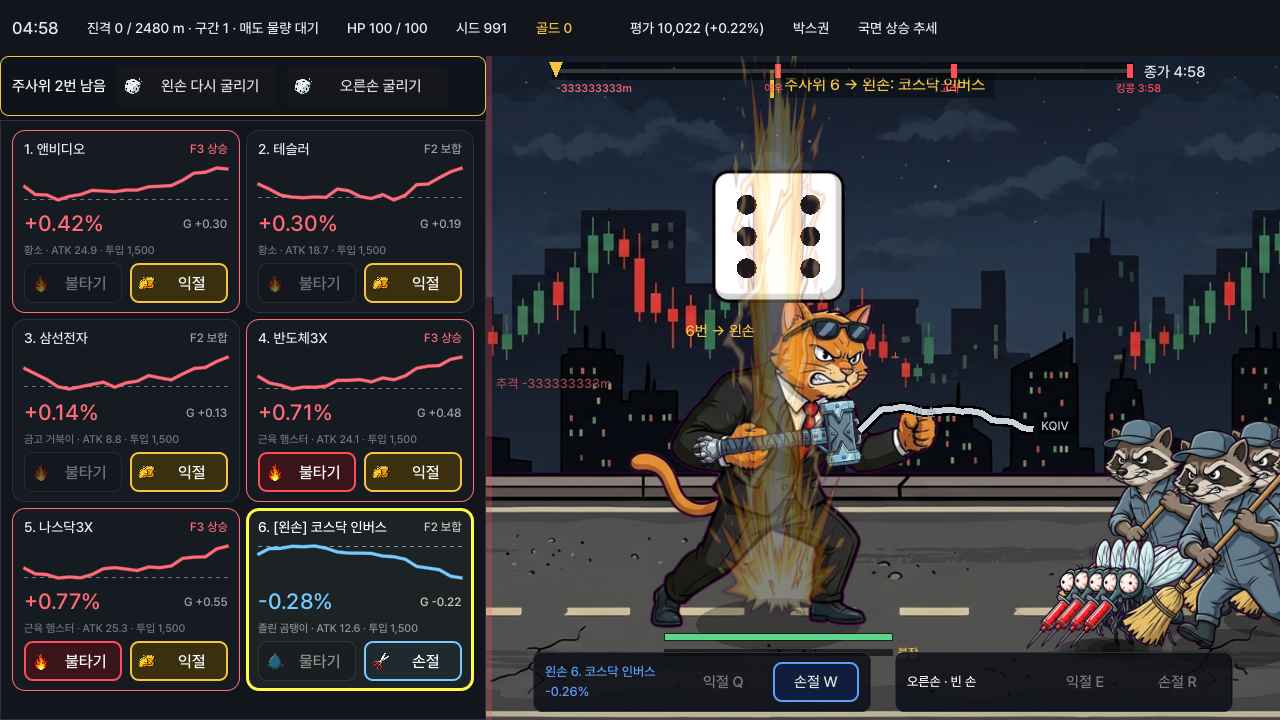 04:58 진격 0 / 2480 m · 구간 1 · 매도 물량 대기 HP 100 / 100 시드 991 골드 0 평가 10,022 (+0.22%) 박스권 국면 상승 추세
주사위 2번 남음 왼손 다시 굴리기 오른손 굴리기
1. 앤비디오 F3 상승
+0.42% G +0.30
황소 · ATK 24.9 · 투입 1,500
불타기 익절
2. 테슬러 F2 보합
+0.30% G +0.19
황소 · ATK 18.7 · 투입 1,500
불타기 익절
3. 삼선전자 F2 보합
+0.14% G +0.13
금고 거북이 · ATK 8.8 · 투입 1,500
불타기 익절
4. 반도체3X F3 상승
+0.71% G +0.48
근육 햄스터 · ATK 24.1 · 투입 1,500
불타기 익절
5. 나스닥3X F3 상승
+0.77% G +0.55
근육 햄스터 · ATK 25.3 · 투입 1,500
불타기 익절
6. [왼손] 코스닥 인버스 F2 보합
-0.28% G -0.22
졸린 곰탱이 · ATK 12.6 · 투입 1,500
물타기 손절
종가 4:58
-333333333m
킹콩 3:58
주사위 6 → 왼손: 코스닥 인버스
6번 → 왼손
추격 -333333333m
KQIV
왼손 6. 코스닥 인버스
-0.26%
익절 Q 손절 W
오른손 · 빈 손 익절 E 손절 R